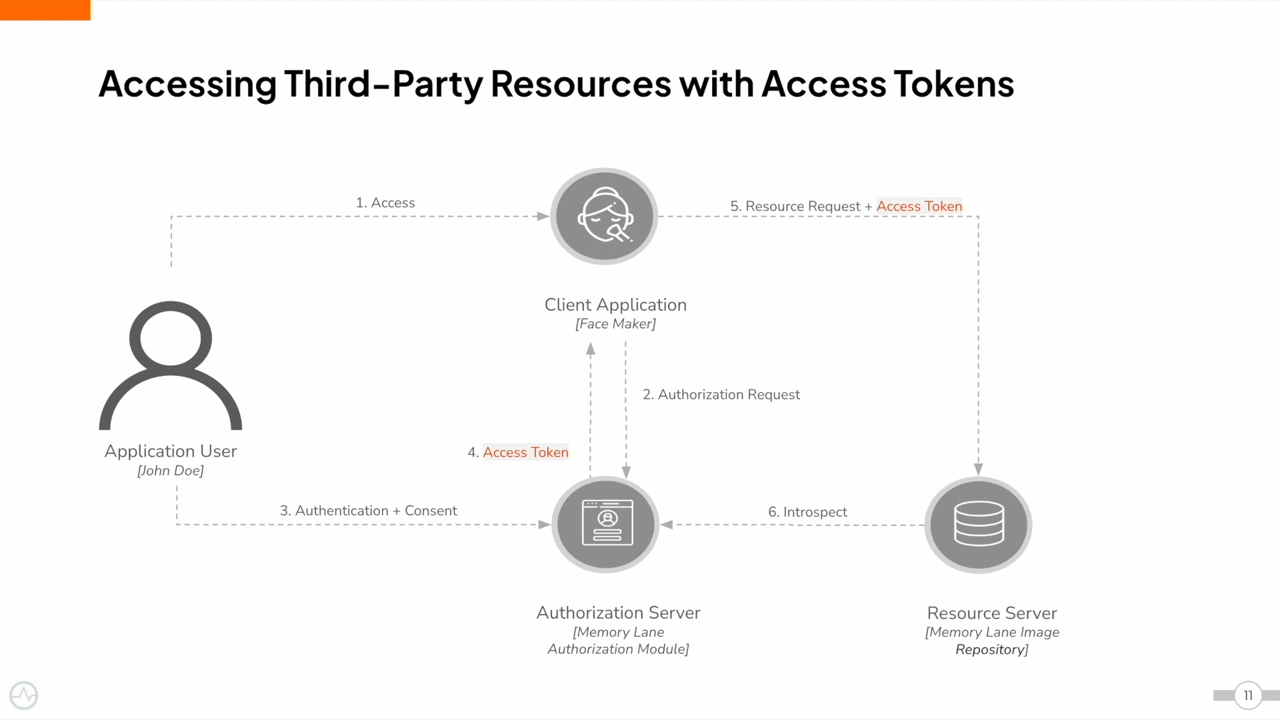 Accessing Third-Party Resources with Access Tokens
1. Access
5. Resource Request + Access Token
Client Application
[Face Maker]
2. Authorization Request
Application User
[John Doe]
4. Access Token
3. Authentication + Consent
6. Introspect
Authorization Server
[Memory Lane
Authorization Module]
Resource Server
[Memory Lane Image
Repository]
11